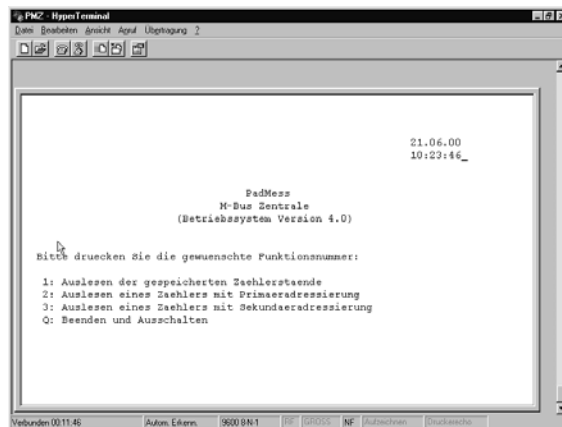 PMZ - HyperTerminal
Datei Bearbeiten Ansicht Anruf Übertragung ?
21.06.00
10:23:46_
PadMess
M-Bus Zentrale
(Betriebssystem Version 4.0)
Bitte druecken Sie die gewuenschte Funktionsnummer:
1: Auslesen der gespeicherten Zaehlerstaende
2: Auslesen eines Zaehlers mit Primaeradressierung
3: Auslesen eines Zaehlers mit Sekundaeradressierung
Q: Beenden und Ausschalten
Verbunden 00:11:46 Autom. Erkenn. 9600 8-N-1 RF GROSS NF Aufzeichnen Druckerecho